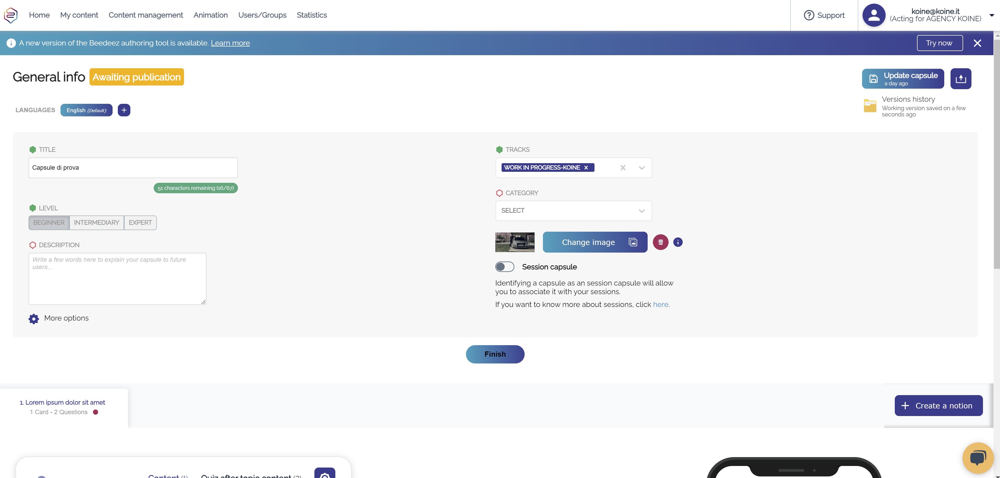 Home My content Content management Animation Users/Groups Statistics
Support
koine@koine.it
(Acting for AGENCY KOINE)
A new version of the Beedeez authoring tool is available. Learn more
Try now
General info Awaiting publication
Update capsule
a day ago
Versions history
Working version saved on a few
seconds ago
LANGUAGES English (Default) +
TITLE
Capsule di prova
51 characters remaining (16/67)
LEVEL
BEGINNER INTERMEDIARY EXPERT
DESCRIPTION
Write a few words here to explain your capsule to future
users...
More options
TRACKS
WORK IN PROGRESS-KOINE
CATEGORY
SELECT
Change image
Session capsule
Identifying a capsule as an session capsule will allow
you to associate it with your sessions.
If you want to know more about sessions, click here.
Finish
1. Lorem ipsum dolor sit amet
1 Card - 2 Questions
+ Create a notion
Content (1) Quiz after topic content (2)